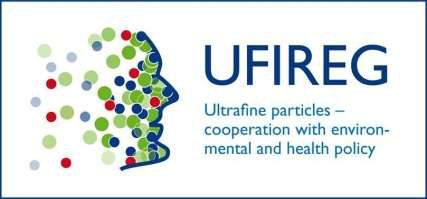 UFIREG
Ultrafine particles –
cooperation with environ-
mental and health policy